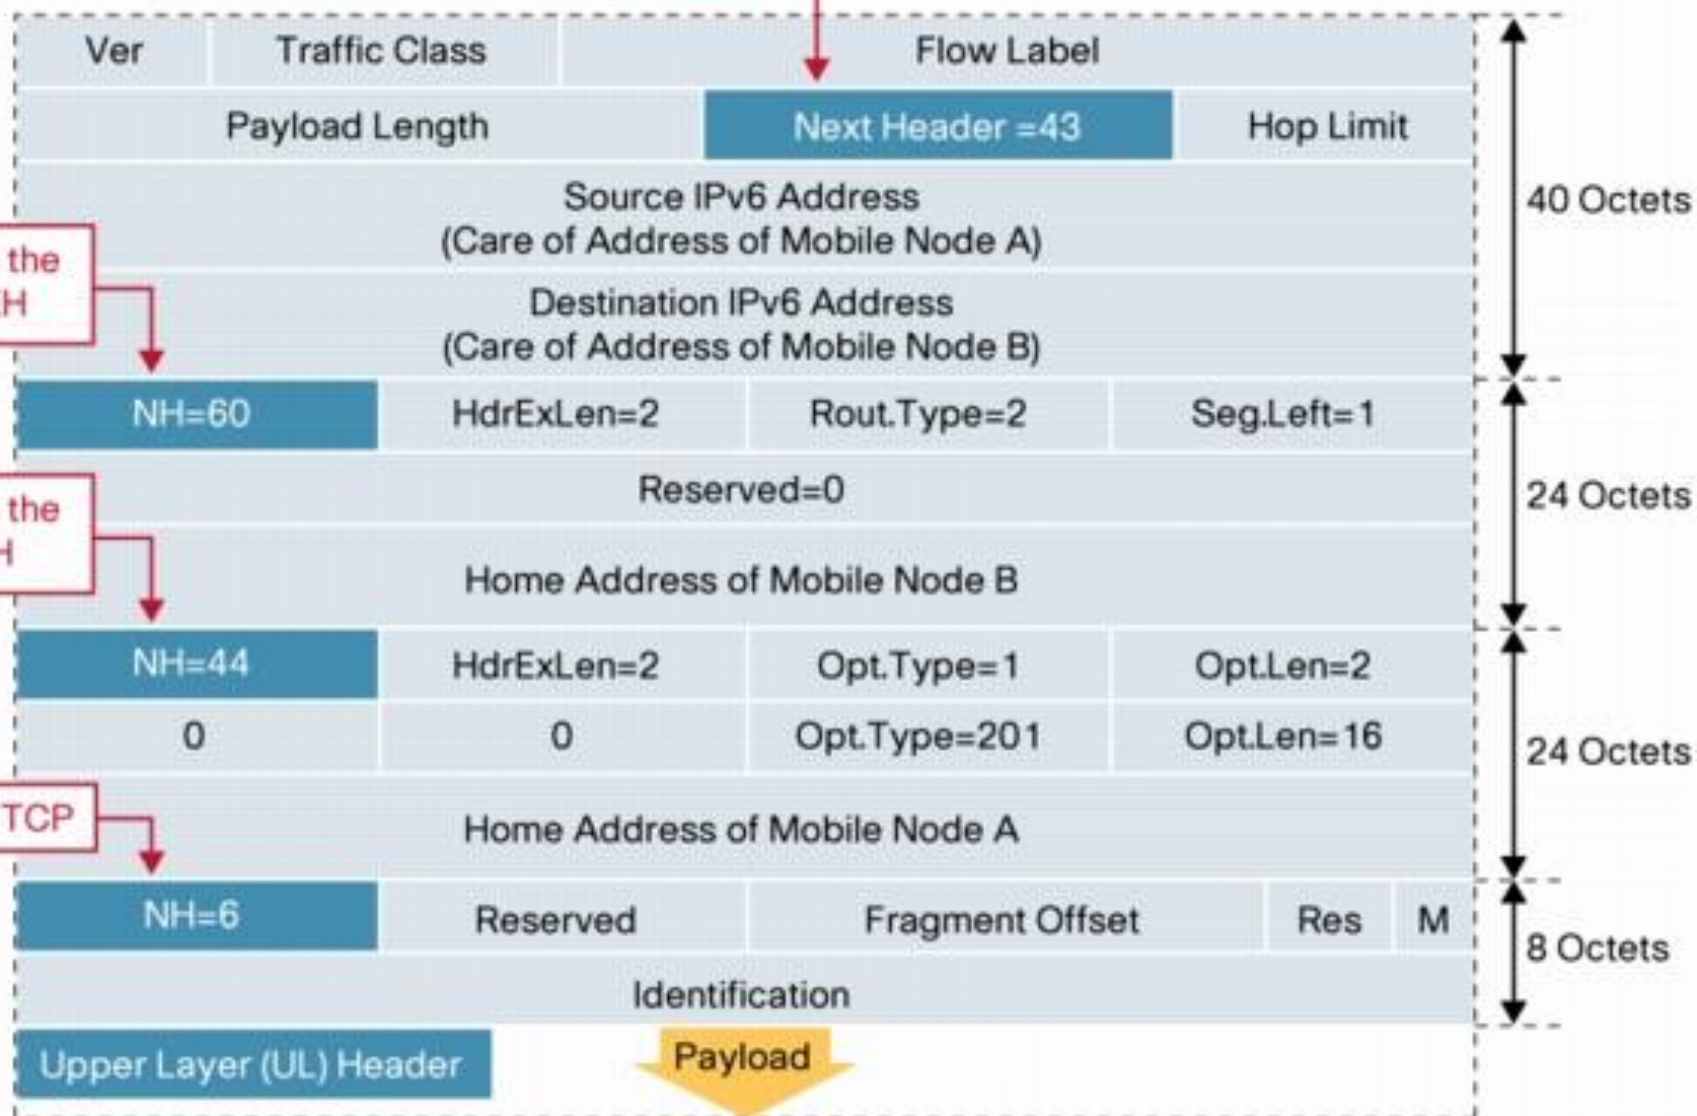 Ver Traffic Class Flow Label
Payload Length Next Header =43 Hop Limit
Source IPv6 Address
(Care of Address of Mobile Node A)
40 Octets
Destination IPv6 Address
(Care of Address of Mobile Node B)
the
NH=60 HdrExLen=2 Rout.Type=2 Seg.Left=1
Reserved=0
24 Octets
Home Address of Mobile Node B
the
NH=44 HdrExLen=2 Opt.Type=1 Opt.Len=2
0 0 Opt.Type=201 Opt.Len=16
24 Octets
Home Address of Mobile Node A
TCP
NH=6 Reserved Fragment Offset Res M
8 Octets
Identification
Upper Layer (UL) Header Payload